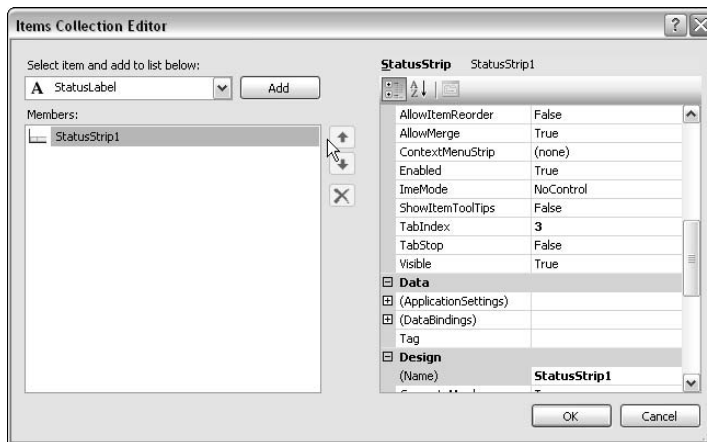 Items Collection Editor
Select item and add to list below:
A StatusLabel
Add
Members:
StatusStrip1
StatusStrip StatusStrip1
AllowItemReorder False
AllowMerge True
ContextMenuStrip (none)
Enabled True
ImeMode NoControl
ShowItemToolTips False
TabIndex 3
TabStop False
Visible True
Data
(ApplicationSettings)
(DataBindings)
Tag
Design
(Name) StatusStrip1
OK Cancel